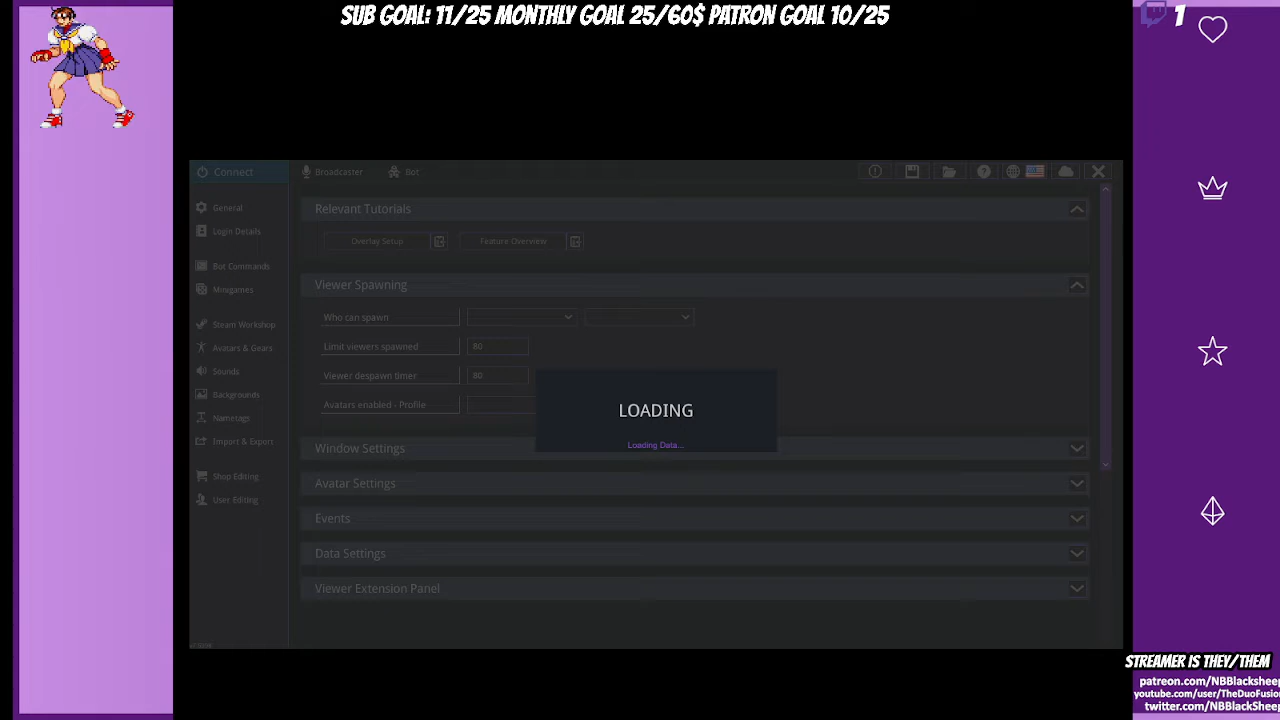 SUB GOAL: 11/25 MONTHLY GOAL 25/60$ PATRON GOAL 10/25
1
Connect
Broadcaster
Bot
General
Login Details
Bot Commands
Minigames
Steam Workshop
Avatars & Gears
Sounds
Backgrounds
Nametags
Import & Export
Shop Editing
User Editing
Relevant Tutorials
Overlay Setup
Feature Overview
Viewer Spawning
Who can spawn
Limit viewers spawned
80
Viewer despawn timer
80
Avatars enabled - Profile
LOADING
Loading Data...
Window Settings
Avatar Settings
Events
Data Settings
Viewer Extension Panel
STREAMER IS THEY/THEM
patreon.com/NBBlacksheep
youtube.com/user/TheDuoFusion
twitter.com/NBBlackSheep